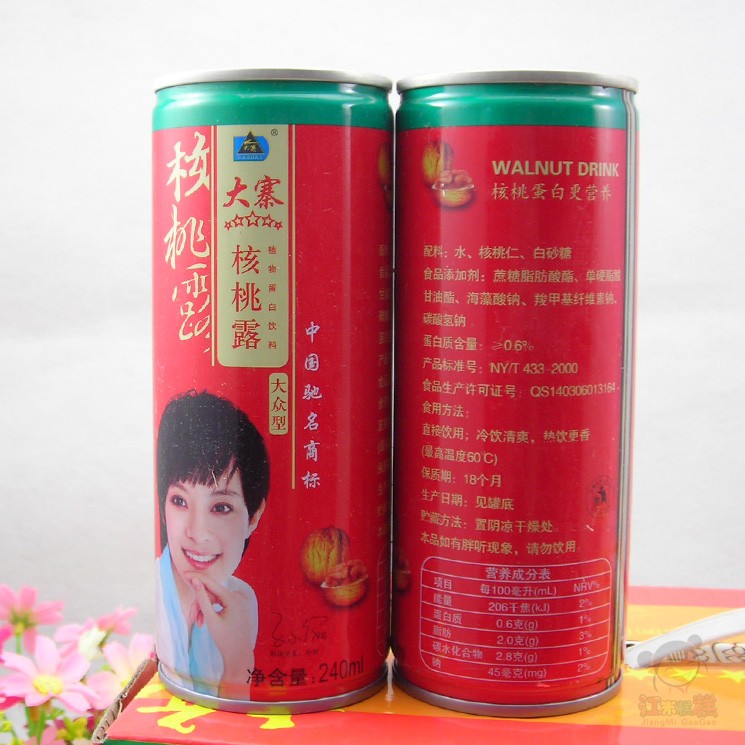 核桃露
®
大寨
核桃露
植物蛋白饮料
大众型
中国驰名商标
净含量:240ml
WALNUT DRINK
核桃蛋白更营养
配料:水、核桃仁、白砂糖
食品添加剂:蔗糖脂肪酸酯、单硬脂酸
甘油酯、海藻酸钠、羧甲基纤维素钠、
碳酸氢钠
蛋白质含量:≥0.6%
产品标准号:NY/T 433-2000
食品生产许可证号:QS140306013164
食用方法:
直接饮用;冷饮清爽,热饮更香
(最高温度60℃)
保质期:18个月
生产日期:见罐底
贮藏方法:置阴凉干燥处
本品如有胖听现象,请勿饮用
营养成分表
项目 每100毫升(mL) NRV%
能量 206千焦(kJ) 2%
蛋白质 0.6克(g) 1%
脂肪 2.0克(g) 3%
碳水化合物 2.8克(g) 1%
钠 45毫克(mg) 2%
江米糕糕
JiangMi GaoGao